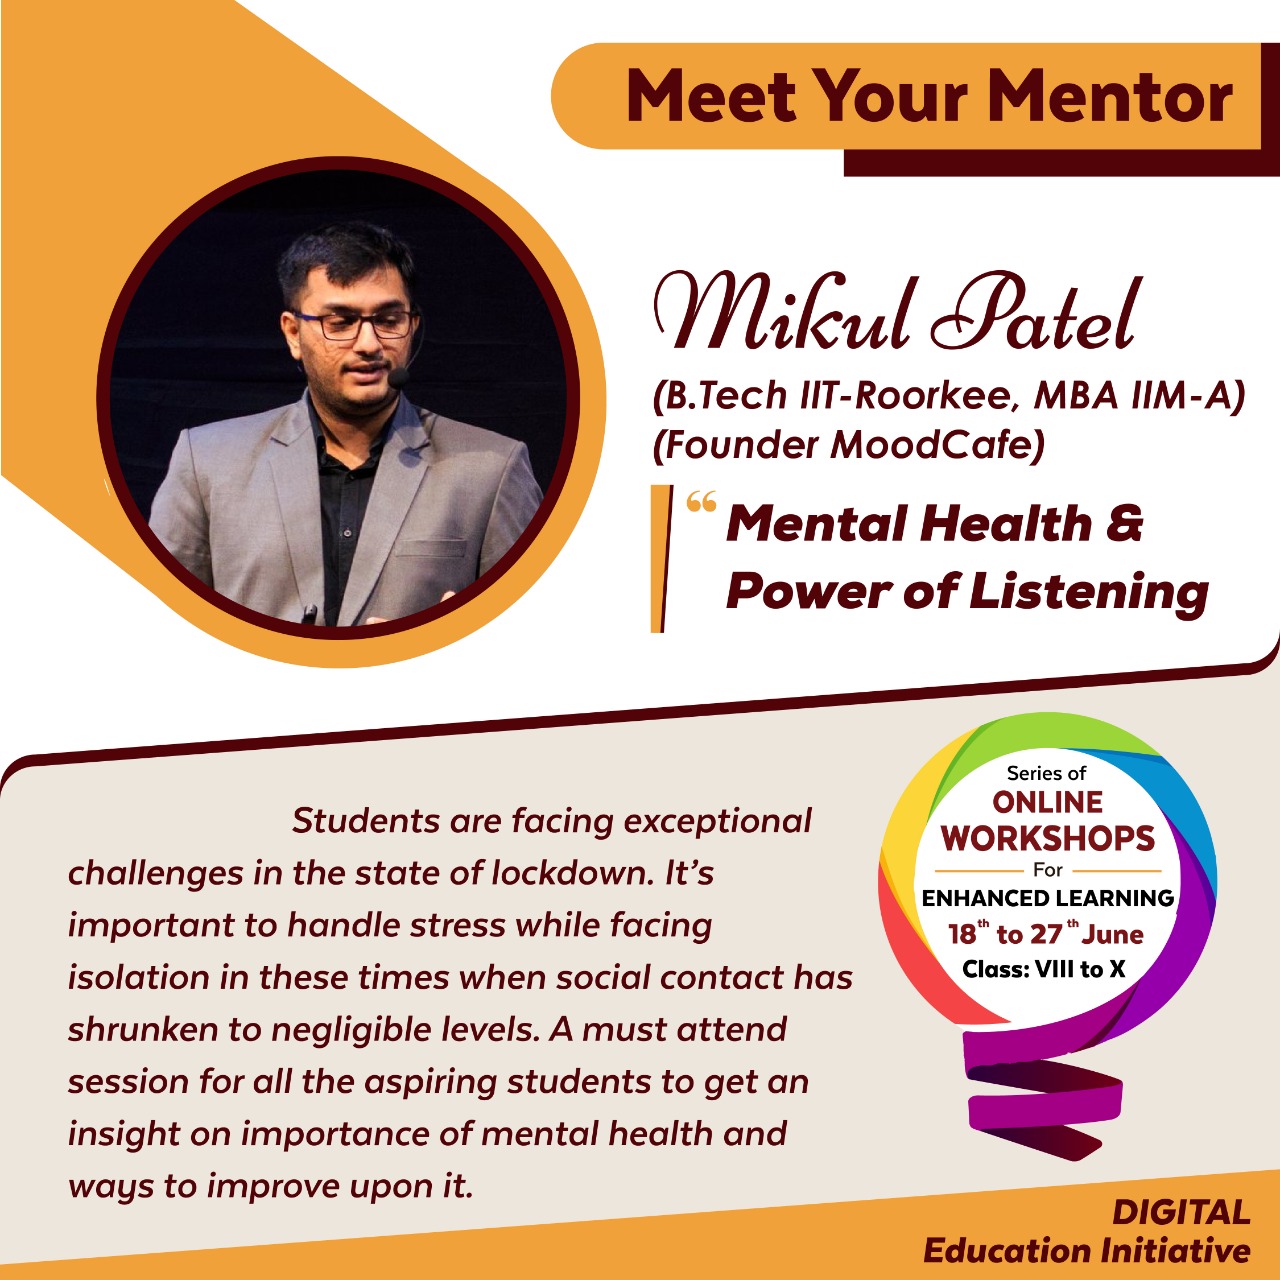 Meet Your Mentor
Mikul Patel
(B.Tech IIT-Roorkee, MBA IIM-A)
(Founder MoodCafe)
“ Mental Health &
Power of Listening
Students are facing exceptional
challenges in the state of lockdown. It’s
important to handle stress while facing
isolation in these times when social contact has
shrunken to negligible levels. A must attend
session for all the aspiring students to get an
insight on importance of mental health and
ways to improve upon it.
Series of
ONLINE
WORKSHOPS
For
ENHANCED LEARNING
18th to 27th June
Class: VIII to X
DIGITAL
Education Initiative